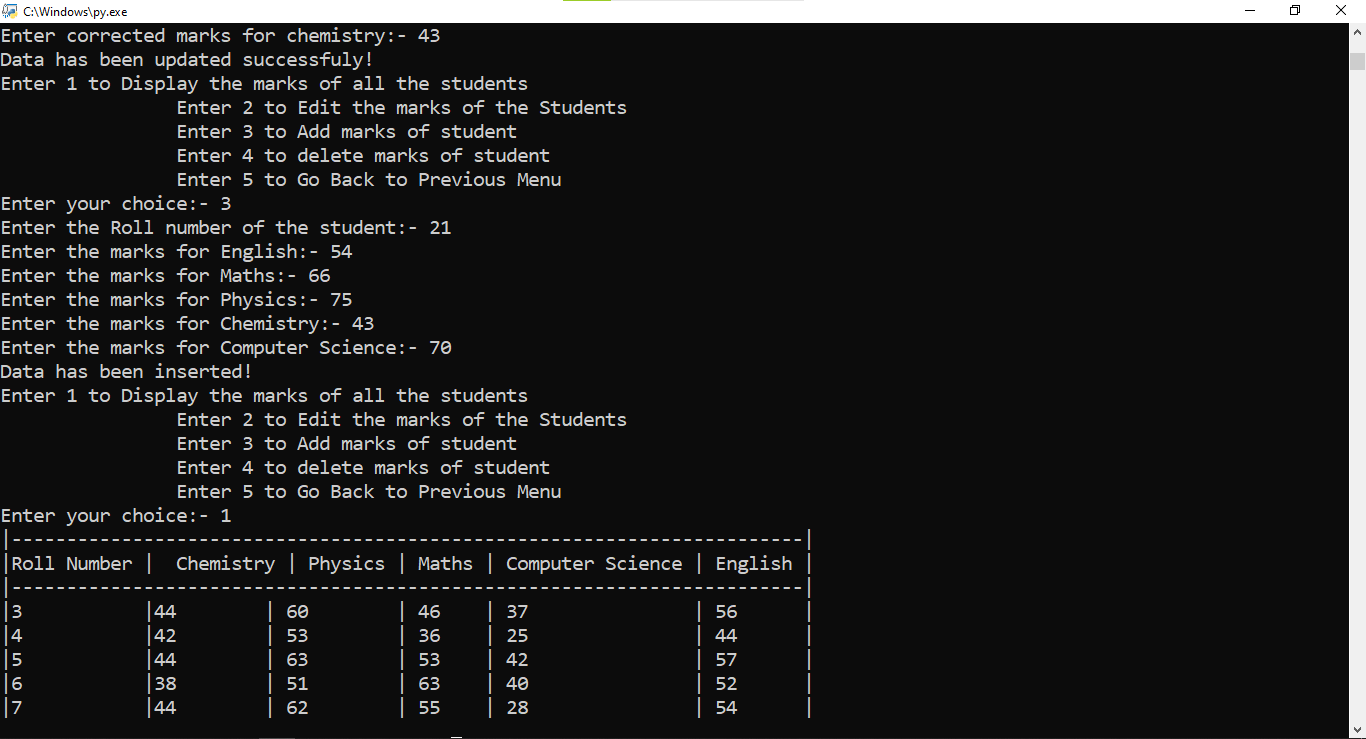 C:\Windows\py.exe
Enter corrected marks for chemistry:- 43
Data has been updated successfuly!
Enter 1 to Display the marks of all the students
                Enter 2 to Edit the marks of the Students
                Enter 3 to Add marks of student
                Enter 4 to delete marks of student
                Enter 5 to Go Back to Previous Menu
Enter your choice:- 3
Enter the Roll number of the student:- 21
Enter the marks for English:- 54
Enter the marks for Maths:- 66
Enter the marks for Physics:- 75
Enter the marks for Chemistry:- 43
Enter the marks for Computer Science:- 70
Data has been inserted!
Enter 1 to Display the marks of all the students
                Enter 2 to Edit the marks of the Students
                Enter 3 to Add marks of student
                Enter 4 to delete marks of student
                Enter 5 to Go Back to Previous Menu
Enter your choice:- 1
|------------------------------------------------------------------------|
|Roll Number |  Chemistry | Physics | Maths | Computer Science | English |
|------------------------------------------------------------------------|
|3           |44        | 60        | 46    | 37               | 56      |
|4           |42        | 53        | 36    | 25               | 44      |
|5           |44        | 63        | 53    | 42               | 57      |
|6           |38        | 51        | 63    | 40               | 52      |
|7           |44        | 62        | 55    | 28               | 54      |